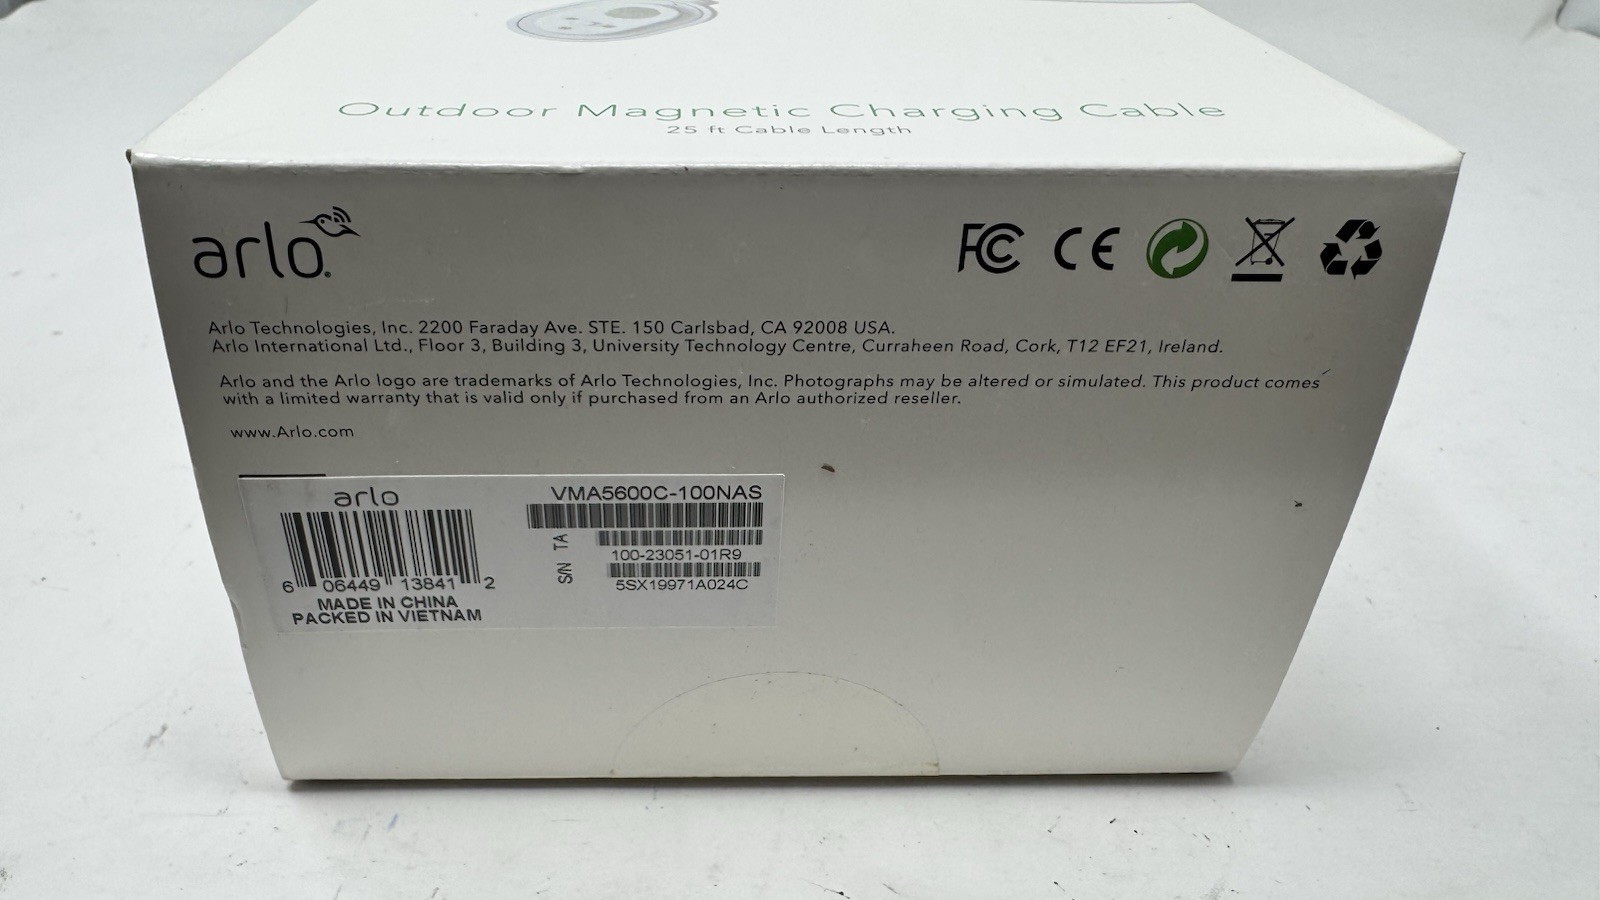 Outdoor Magnetic Charging Cable
25 ft Cable Length
arlo
FC CE
Arlo Technologies, Inc. 2200 Faraday Ave. STE. 150 Carlsbad, CA 92008 USA.
Arlo International Ltd., Floor 3, Building 3, University Technology Centre, Curraheen Road, Cork, T12 EF21, Ireland.
Arlo and the Arlo logo are trademarks of Arlo Technologies, Inc. Photographs may be altered or simulated. This product comes
with a limited warranty that is valid only if purchased from an Arlo authorized reseller.
www.Arlo.com
arlo
6 06449 13841 2
MADE IN CHINA
PACKED IN VIETNAM
VMA5600C-100NAS
TA
100-23051-01R9
S/N
5SX19971A024C